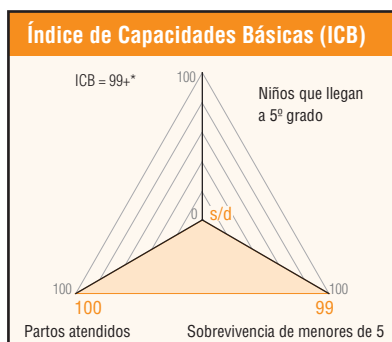 Índice de Capacidades Básicas (ICB)
ICB = 99+*
100
Niños que llegan
a 5º grado
0
s/d
100
100
100
99
Partos atendidos
Sobrevivencia de menores de 5